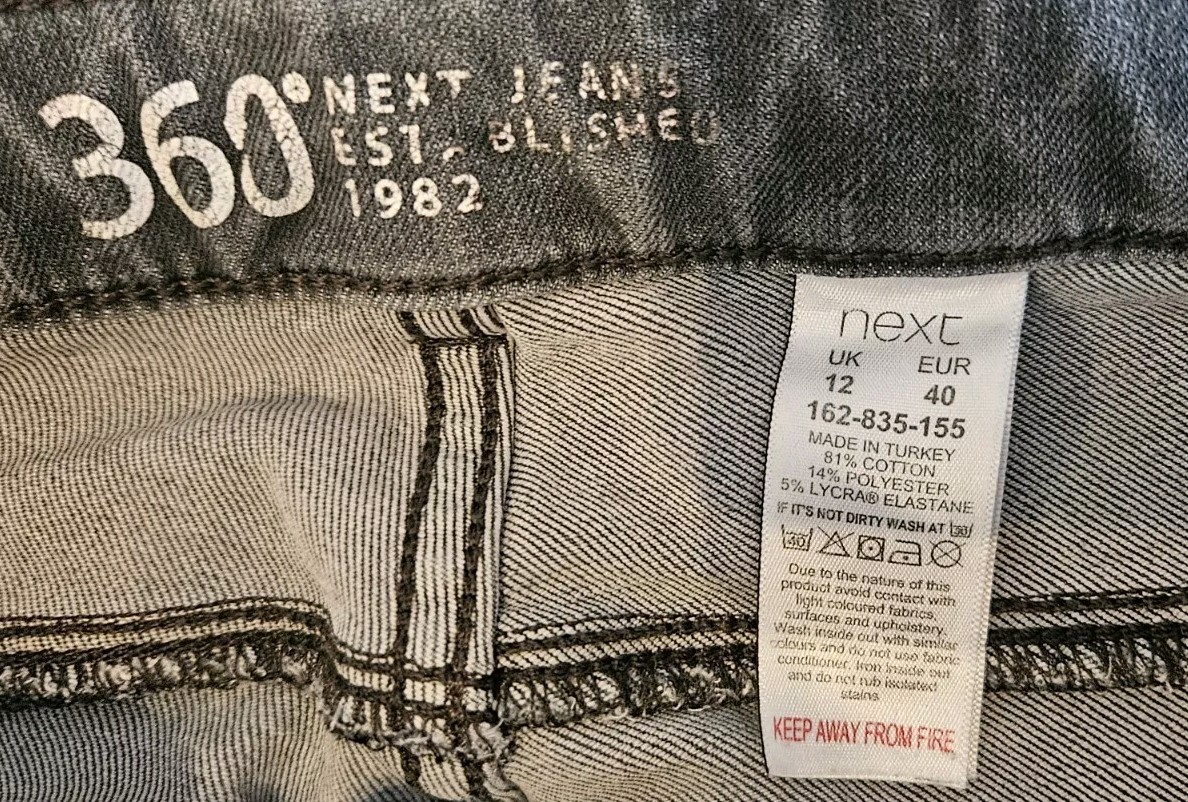 360° NEXT JEANS
EST. BLISHED
1982
next
UK EUR
12 40
162-835-155
MADE IN TURKEY
81% COTTON
14% POLYESTER
5% LYCRA® ELASTANE
IF IT'S NOT DIRTY WASH AT 30
40
Due to the nature of this
product avoid contact with
light coloured fabrics,
surfaces and upholstery.
Wash inside out with similar
colours and do not use fabric
conditioner. Iron inside out
and do not rub isolated
stains
KEEP AWAY FROM FIRE